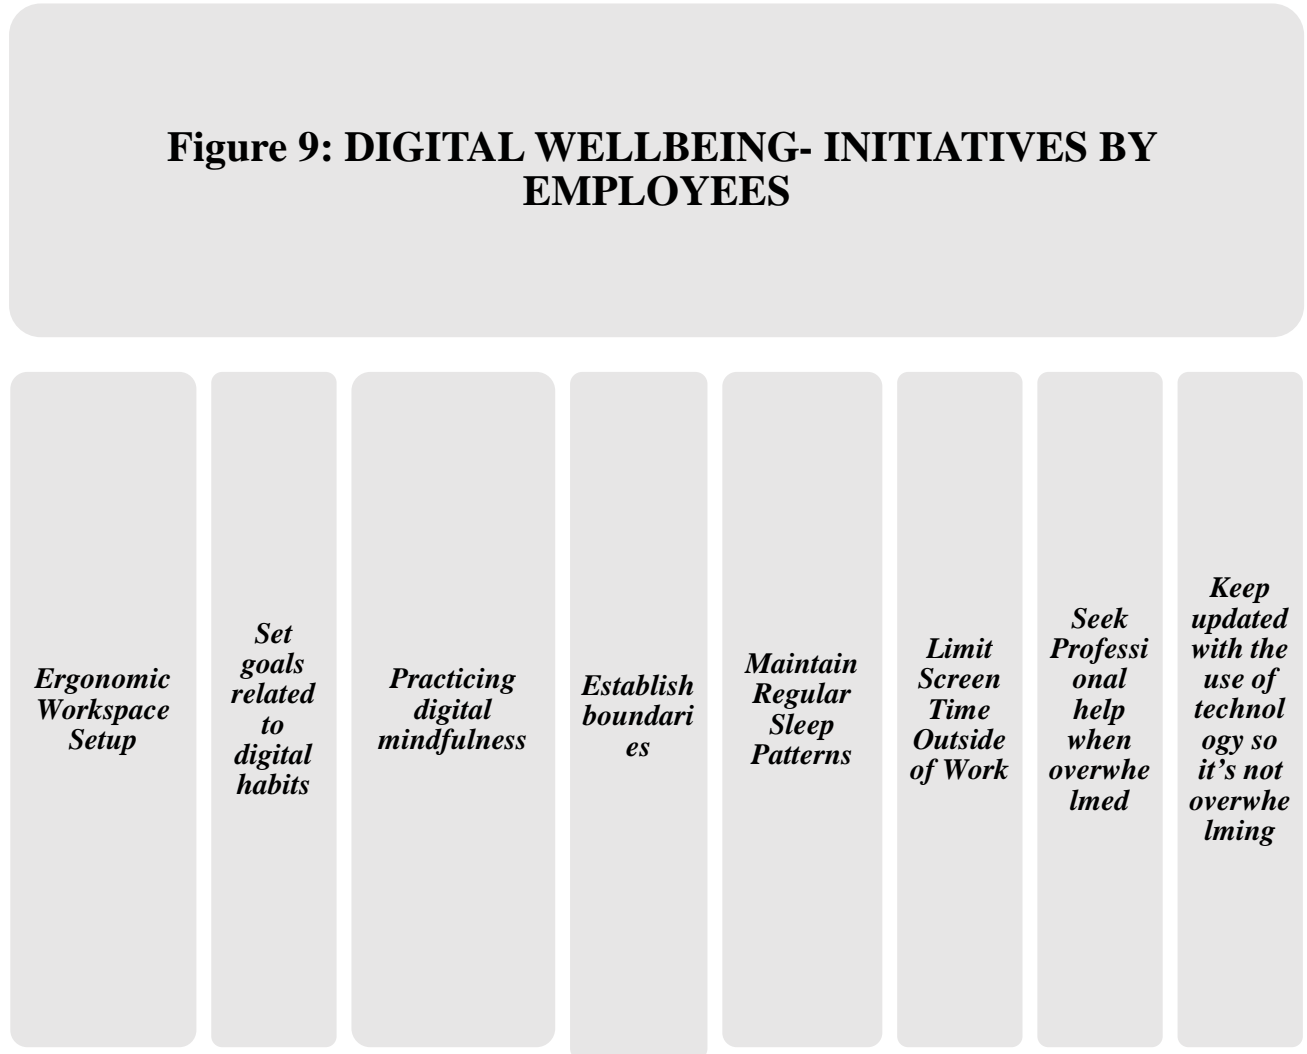 Figure 9: DIGITAL WELLBEING- INITIATIVES BY
EMPLOYEES
Ergonomic
Workspace
Setup
Set
goals
related
to
digital
habits
Practicing
digital
mindfulness
Establish
boundari
es
Maintain
Regular
Sleep
Patterns
Limit
Screen
Time
Outside
of Work
Seek
Professi
onal
help
when
overwhe
lmed
Keep
updated
with the
use of
technol
ogy so
it’s not
overwhe
lming